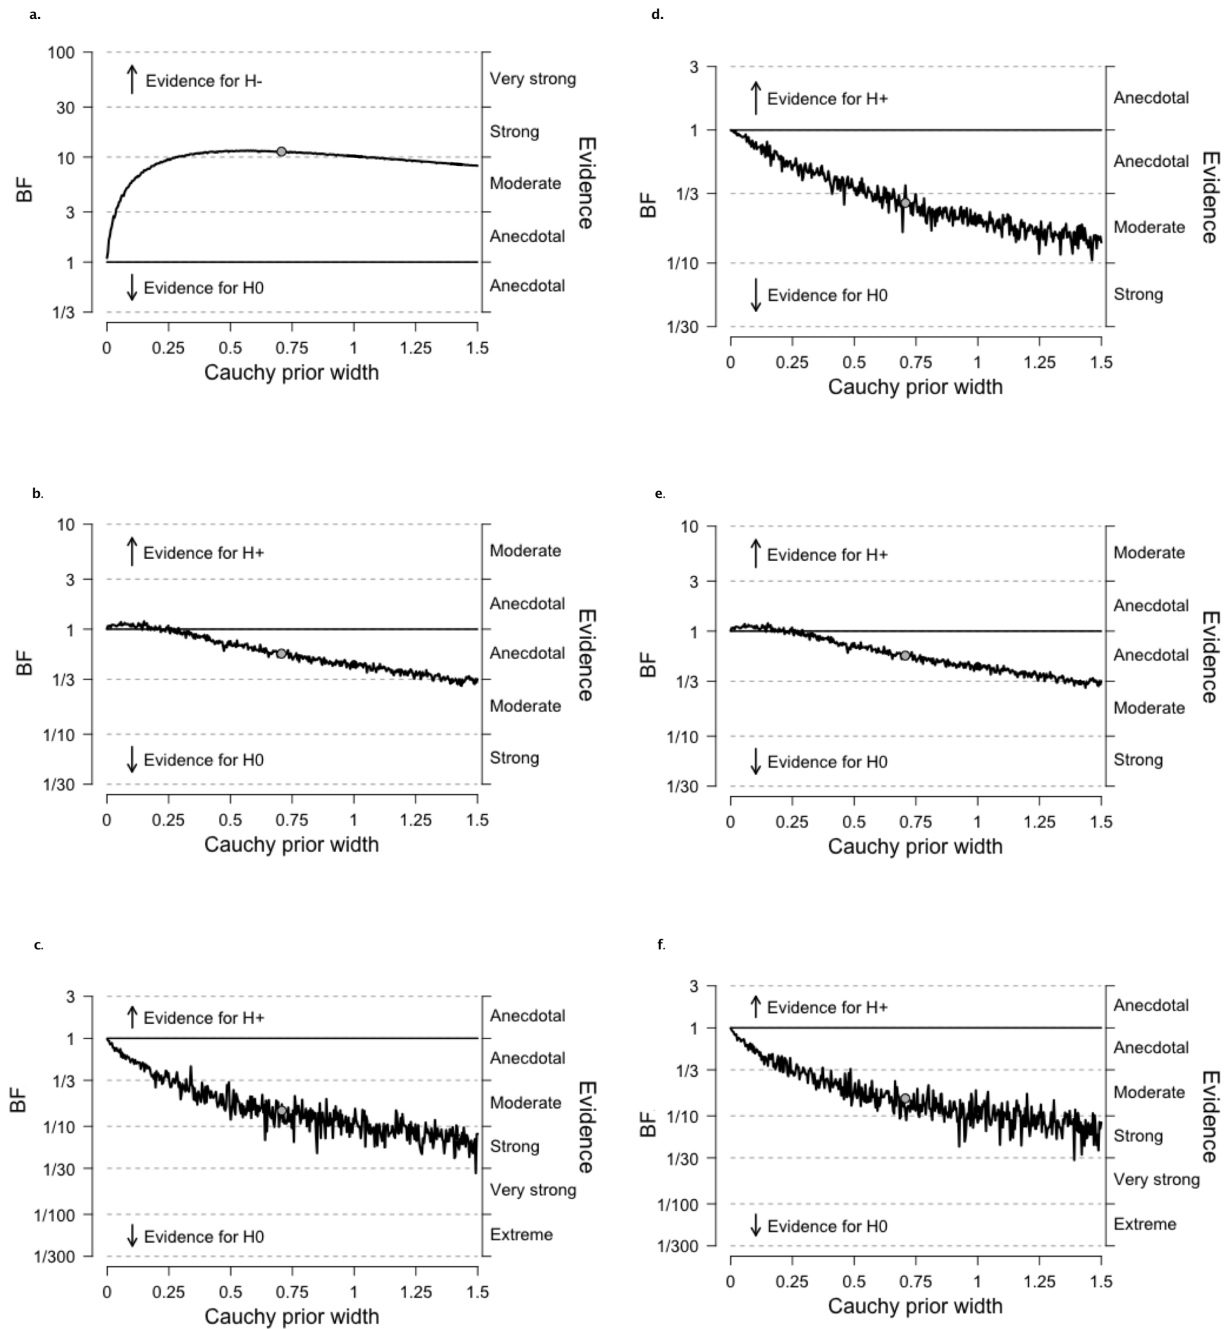 a.
100
30
10
3
1
1/3
BF
Evidence for H-
Evidence for H0
Very strong
Strong
Moderate
Anecdotal
Anecdotal
Evidence
0 0.25 0.5 0.75 1 1.25 1.5
Cauchy prior width
d.
3
1
1/3
1/10
1/30
BF
Evidence for H+
Evidence for H0
Anecdotal
Anecdotal
Moderate
Strong
Evidence
0 0.25 0.5 0.75 1 1.25 1.5
Cauchy prior width
b.
10
3
1
1/3
1/10
1/30
BF
Evidence for H+
Evidence for H0
Moderate
Anecdotal
Anecdotal
Moderate
Strong
Evidence
0 0.25 0.5 0.75 1 1.25 1.5
Cauchy prior width
e.
10
3
1
1/3
1/10
1/30
BF
Evidence for H+
Evidence for H0
Moderate
Anecdotal
Anecdotal
Moderate
Strong
Evidence
0 0.25 0.5 0.75 1 1.25 1.5
Cauchy prior width
c.
3
1
1/3
1/10
1/30
1/100
1/300
BF
Evidence for H+
Evidence for H0
Anecdotal
Anecdotal
Moderate
Strong
Very strong
Extreme
Evidence
0 0.25 0.5 0.75 1 1.25 1.5
Cauchy prior width
f.
3
1
1/3
1/10
1/30
1/100
1/300
BF
Evidence for H+
Evidence for H0
Anecdotal
Anecdotal
Moderate
Strong
Very strong
Extreme
Evidence
0 0.25 0.5 0.75 1 1.25 1.5
Cauchy prior width